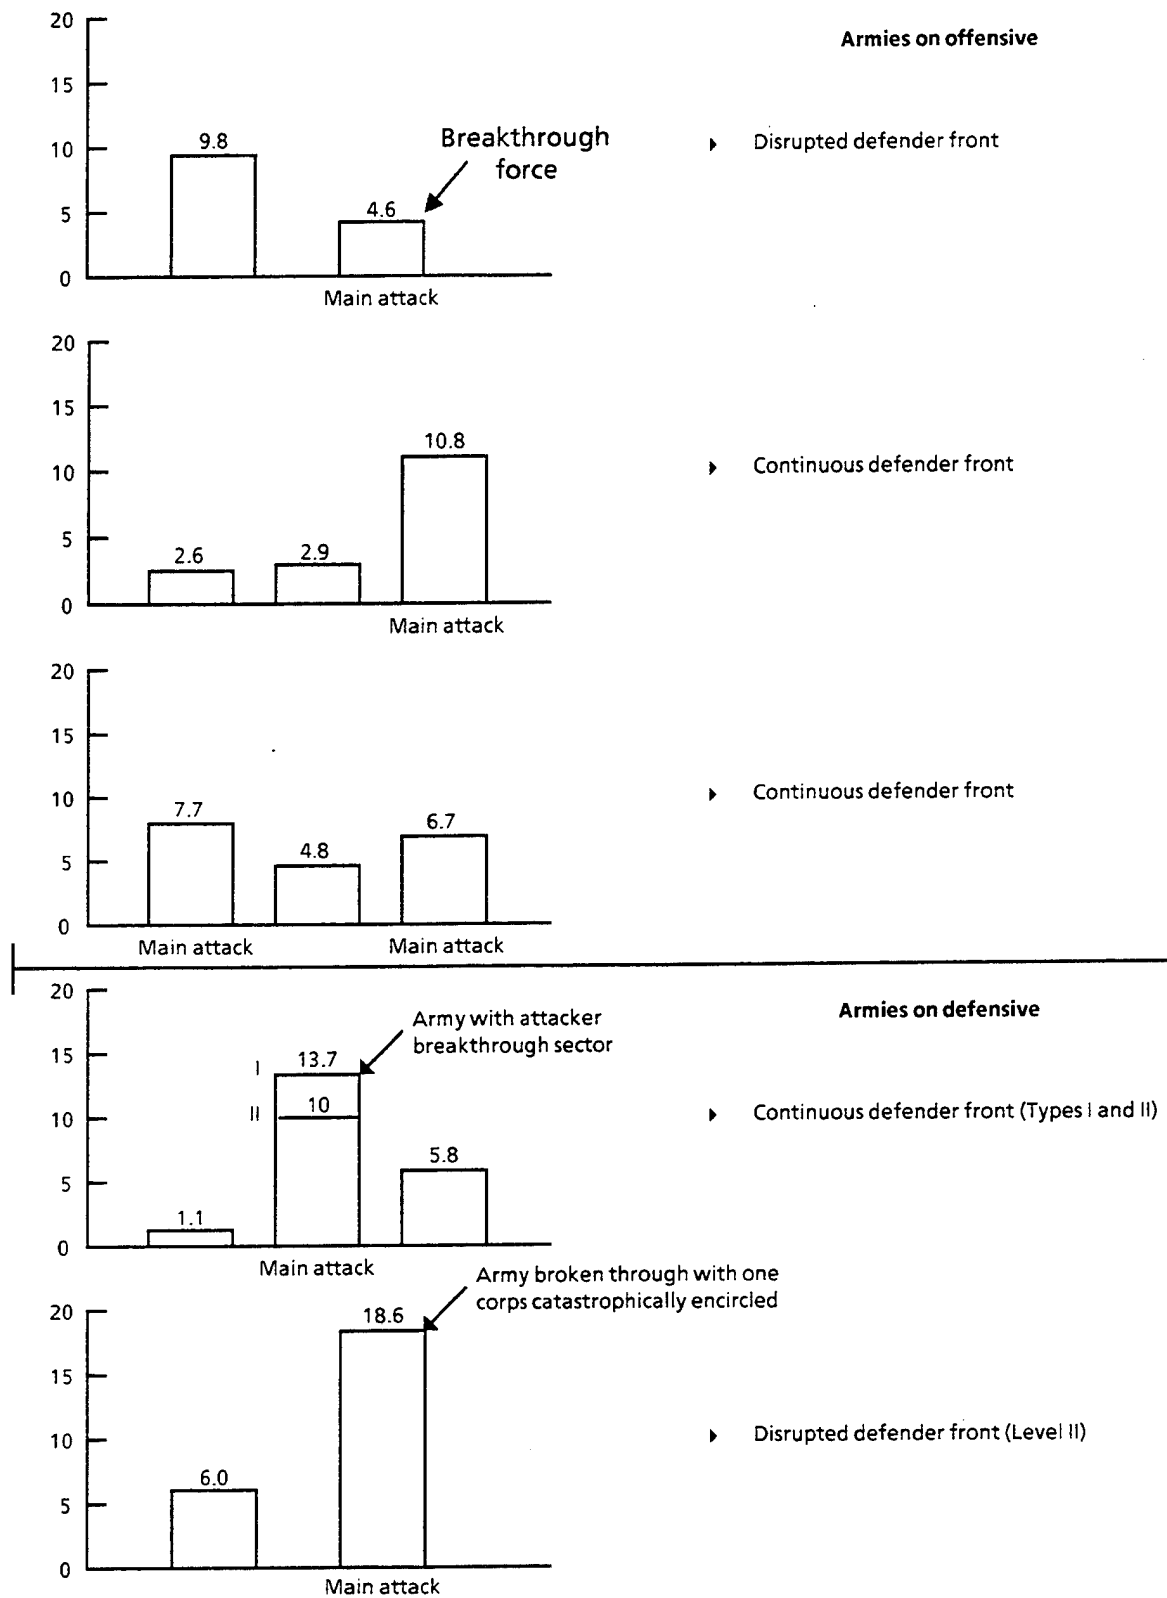 Armies on offensive
20
15
10
5
0
9.8
4.6
Breakthrough
force
Main attack
Disrupted defender front
20
15
10
5
0
2.6
2.9
10.8
Main attack
Continuous defender front
20
15
10
5
0
7.7
4.8
6.7
Main attack
Main attack
Continuous defender front
Armies on defensive
20
15
10
5
0
1.1
I
13.7
II
10
5.8
Army with attacker
breakthrough sector
Main attack
Continuous defender front (Types I and II)
20
15
10
5
0
6.0
18.6
Army broken through with one
corps catastrophically encircled
Main attack
Disrupted defender front (Level II)